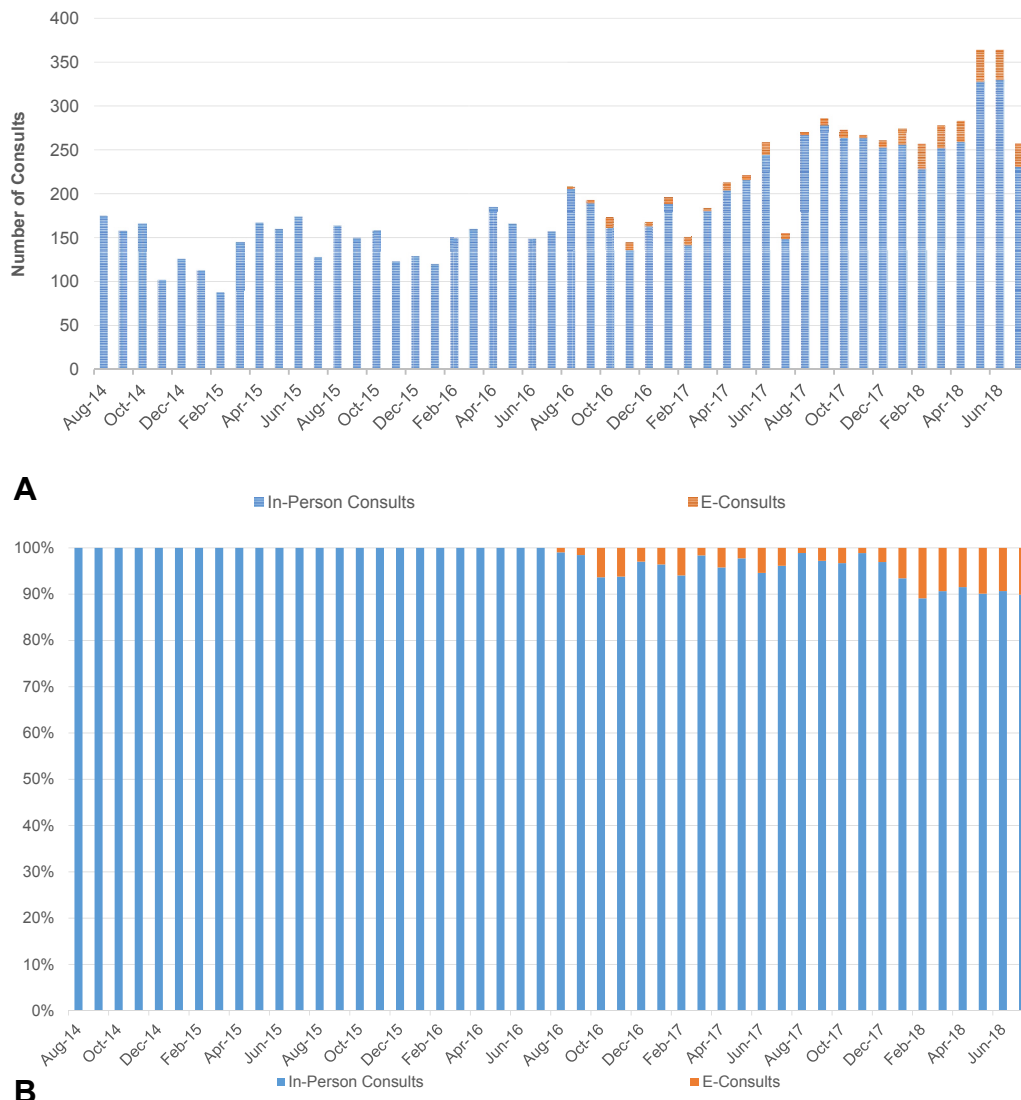 400
350
300
250
200
150
100
50
0
Number of Consults
Aug-14 Oct-14 Dec-14 Feb-15 Apr-15 Jun-15 Aug-15 Oct-15 Dec-15 Feb-16 Apr-16 Jun-16 Aug-16 Oct-16 Dec-16 Feb-17 Apr-17 Jun-17 Aug-17 Oct-17 Dec-17 Feb-18 Apr-18 Jun-18
A
In-Person Consults E-Consults
100%
90%
80%
70%
60%
50%
40%
30%
20%
10%
0%
Aug-14 Oct-14 Dec-14 Feb-15 Apr-15 Jun-15 Aug-15 Oct-15 Dec-15 Feb-16 Apr-16 Jun-16 Aug-16 Oct-16 Dec-16 Feb-17 Apr-17 Jun-17 Aug-17 Oct-17 Dec-17 Feb-18 Apr-18 Jun-18
In-Person Consults E-Consults
B